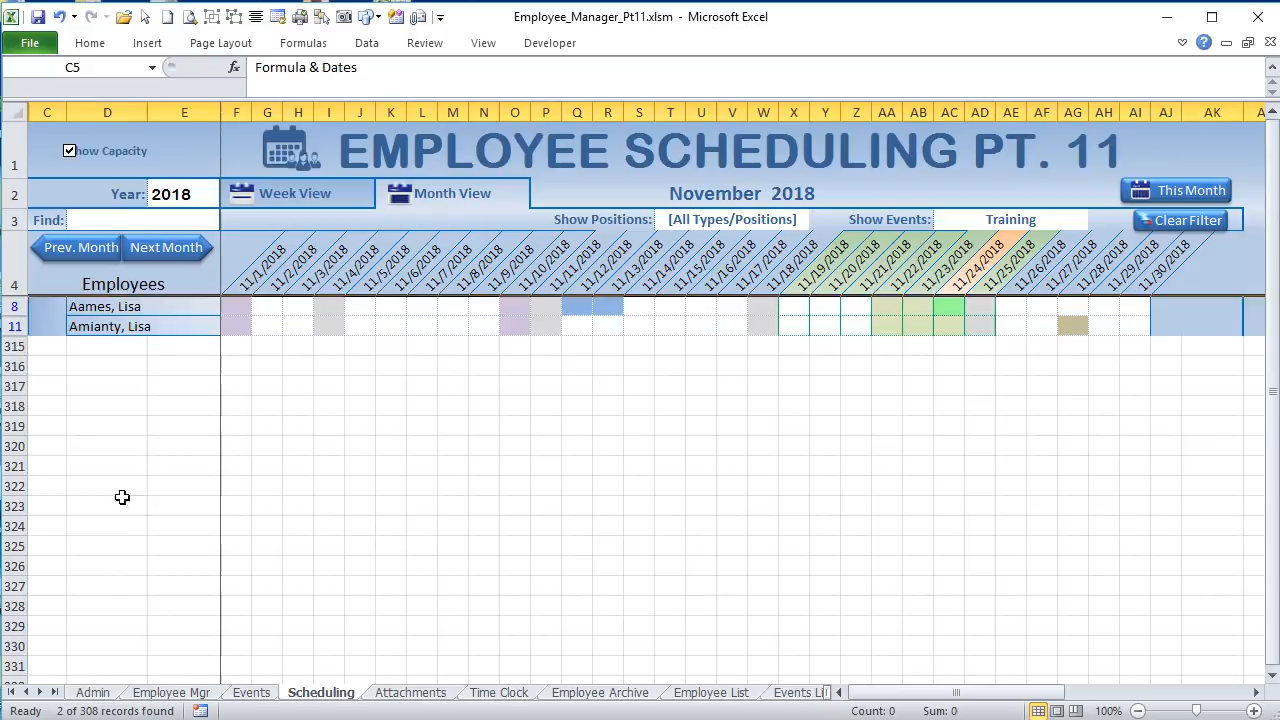 Employee_Manager_Pt11.xlsm - Microsoft Excel
File Home Insert Page Layout Formulas Data Review View Developer
C5 fx Formula & Dates
C D E F G H I J K L M N O P Q R S T U V W X Y Z AA AB AC AD AE AF AG AH AI AJ AK
1 how Capacity EMPLOYEE SCHEDULING PT. 11
2 Year: 2018 Week View Month View November 2018 This Month
3 Find: Show Positions: [All Types/Positions] Show Events: Training Clear Filter
Prev. Month Next Month
11/1/2018 11/2/2018 11/3/2018 11/4/2018 11/5/2018 11/6/2018 11/7/2018 11/8/2018 11/9/2018 11/10/2018 11/11/2018 11/12/2018 11/13/2018 11/14/2018 11/15/2018 11/16/2018 11/17/2018 11/18/2018 11/19/2018 11/20/2018 11/21/2018 11/22/2018 11/23/2018 11/24/2018 11/25/2018 11/26/2018 11/27/2018 11/28/2018 11/29/2018 11/30/2018
4 Employees
8 Aames, Lisa
11 Amianty, Lisa
315
316
317
318
319
320
321
322
323
324
325
326
327
328
329
330
331
Admin Employee Mgr Events Scheduling Attachments Time Clock Employee Archive Employee List Events Li
Ready 2 of 308 records found Count: 0 Sum: 0 100%